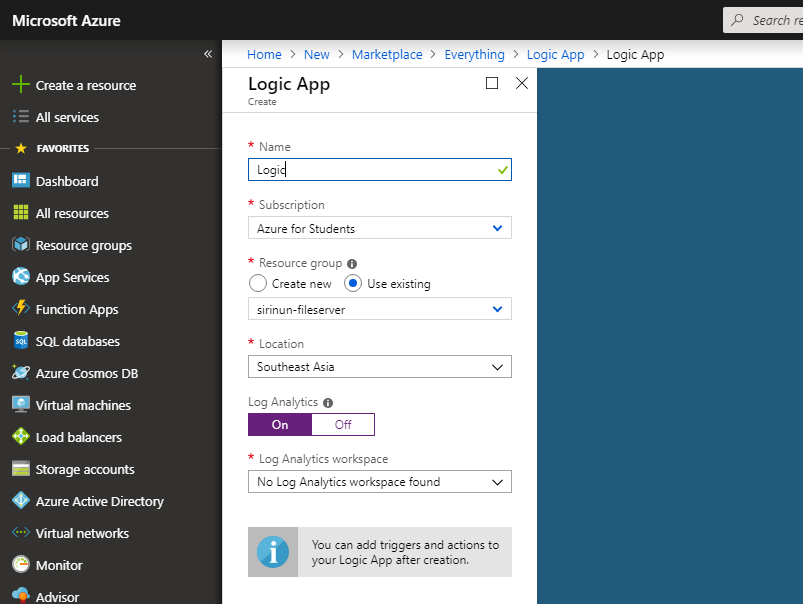 Microsoft Azure
Search re
«
Home > New > Marketplace > Everything > Logic App > Logic App
Create a resource
All services
FAVORITES
Dashboard
All resources
Resource groups
App Services
Function Apps
SQL databases
Azure Cosmos DB
Virtual machines
Load balancers
Storage accounts
Azure Active Directory
Virtual networks
Monitor
Advisor
Logic App
Create
* Name
Logic
* Subscription
Azure for Students
* Resource group
Create new Use existing
sirinun-fileserver
* Location
Southeast Asia
Log Analytics
On Off
* Log Analytics workspace
No Log Analytics workspace found
You can add triggers and actions to
your Logic App after creation.